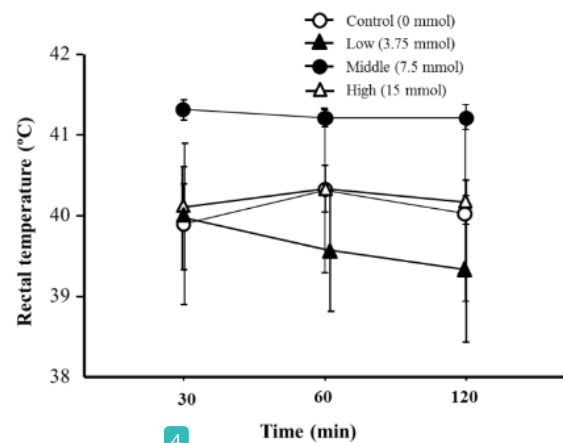 Control (0 mmol)
Low (3.75 mmol)
Middle (7.5 mmol)
High (15 mmol)
42
41
40
39
38
Rectal temperature (ºC)
30
60
120
4
Time (min)